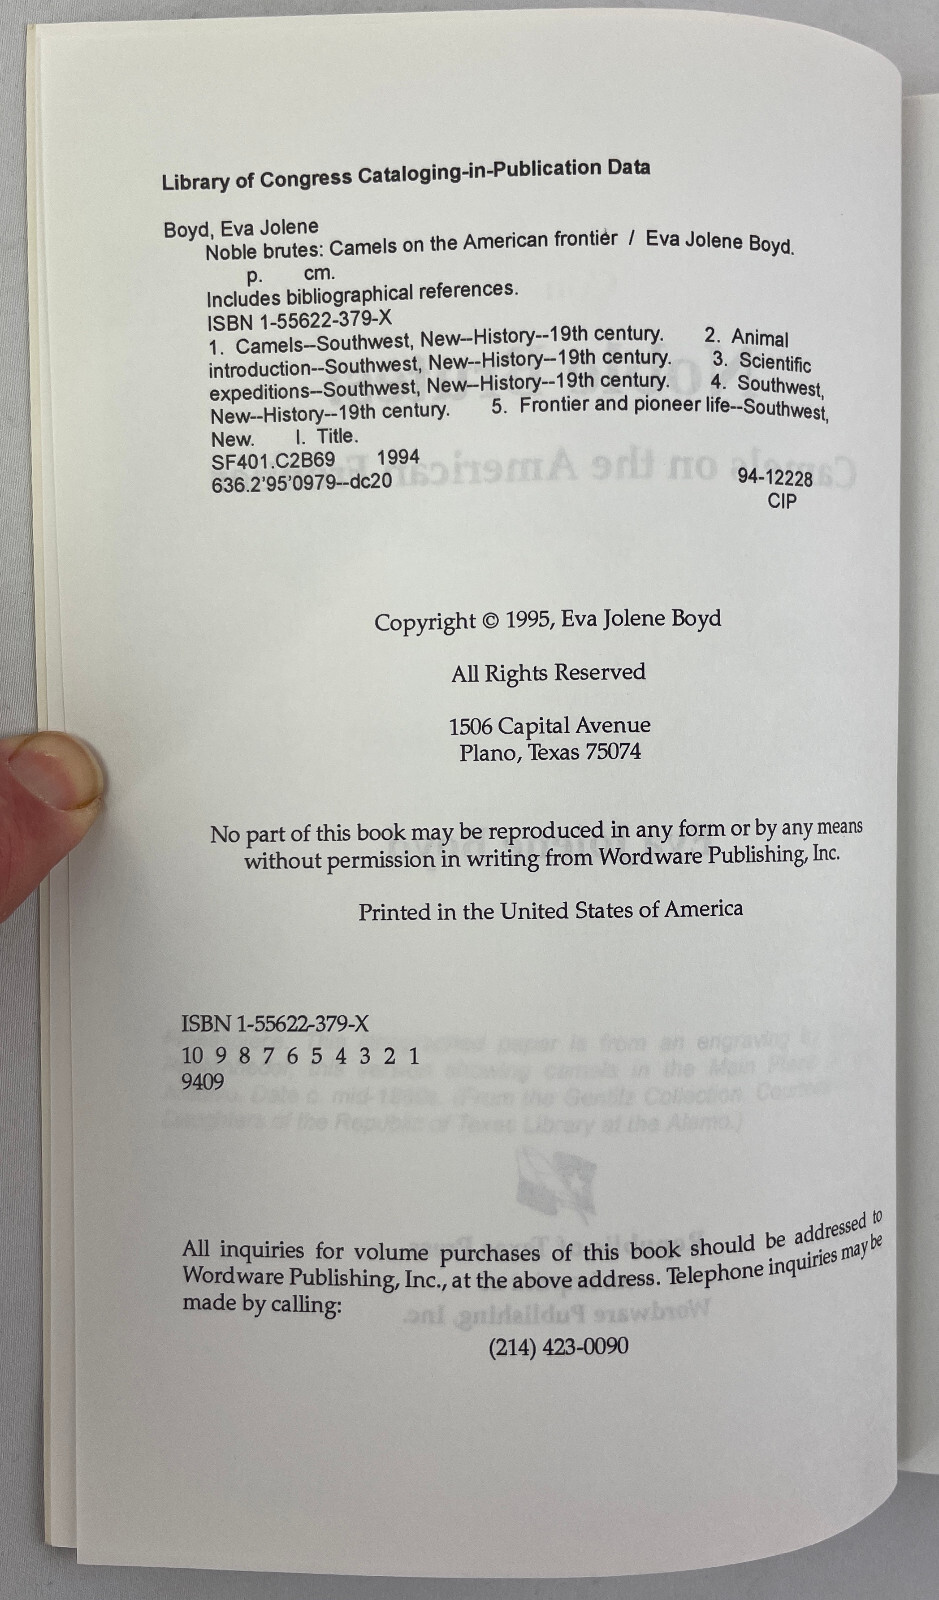 Library of Congress Cataloging-in-Publication Data
Boyd, Eva Jolene
Noble brutes: Camels on the American frontier / Eva Jolene Boyd.
p. cm.
Includes bibliographical references.
ISBN 1-55622-379-X
1. Camels--Southwest, New--History--19th century. 2. Animal
introduction--Southwest, New--History--19th century. 3. Scientific
expeditions--Southwest, New--History--19th century. 4. Southwest,
New--History--19th century. 5. Frontier and pioneer life--Southwest,
New. I. Title.
SF401.C2B69 1994
636.2'95'0979--dc20 94-12228
CIP
Copyright © 1995, Eva Jolene Boyd
All Rights Reserved
1506 Capital Avenue
Plano, Texas 75074
No part of this book may be reproduced in any form or by any means
without permission in writing from Wordware Publishing, Inc.
Printed in the United States of America
ISBN 1-55622-379-X
10 9 8 7 6 5 4 3 2 1
9409
All inquiries for volume purchases of this book should be addressed to
Wordware Publishing, Inc., at the above address. Telephone inquiries may be
made by calling:
(214) 423-0090